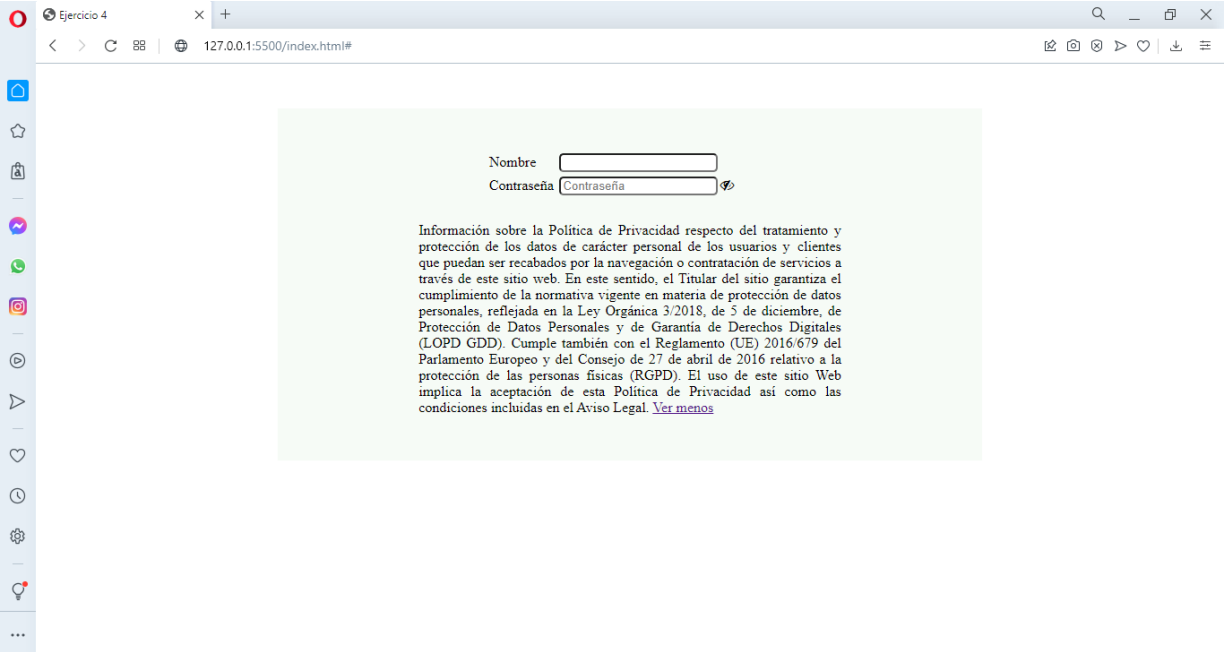 Ejercicio 4
127.0.0.1:5500/index.html#
Nombre
Contraseña Contraseña
Información sobre la Política de Privacidad respecto del tratamiento y
protección de los datos de carácter personal de los usuarios y clientes
que puedan ser recabados por la navegación o contratación de servicios a
través de este sitio web. En este sentido, el Titular del sitio garantiza el
cumplimiento de la normativa vigente en materia de protección de datos
personales, reflejada en la Ley Orgánica 3/2018, de 5 de diciembre, de
Protección de Datos Personales y de Garantía de Derechos Digitales
(LOPD GDD). Cumple también con el Reglamento (UE) 2016/679 del
Parlamento Europeo y del Consejo de 27 de abril de 2016 relativo a la
protección de las personas físicas (RGPD). El uso de este sitio Web
implica la aceptación de esta Política de Privacidad así como las
condiciones incluidas en el Aviso Legal. Ver menos